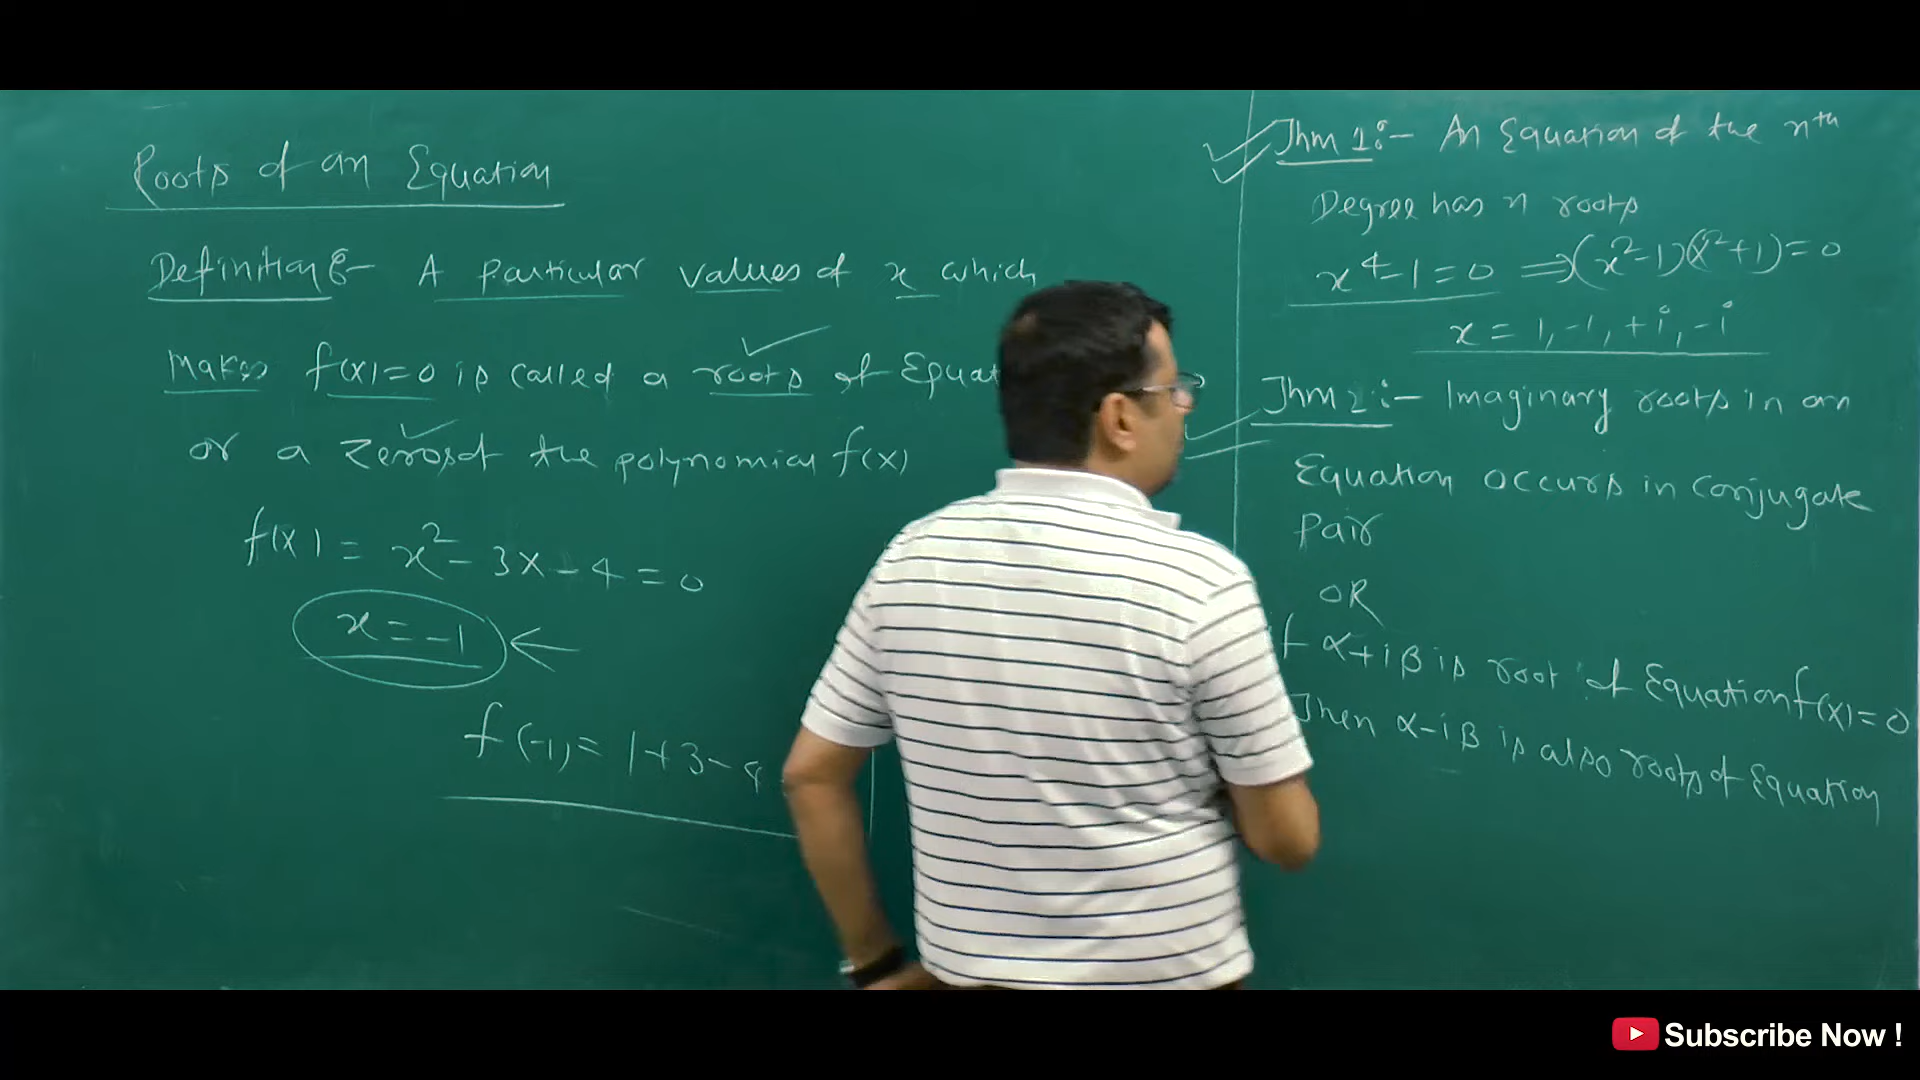 Roots of an Equation
Definition :- A particular values of x which
Makes f(x)=0 is called a roots of Equat
or a zeros of the polynomial f(x)
f(x) = x² - 3x - 4 = 0
x = -1
f(-1) = 1+3-4
Thm 1 :- An Equation of the nth
Degree has n roots
x⁴-1=0 ⇒ (x²-1)(x²+1)=0
x = 1, -1, +i, -i
Thm 2 :- Imaginary roots in an
Equation occurs in conjugate
Pair
OR
f α+iβ is root of Equation f(x)=0
Then α-iβ is also roots of Equation
Subscribe Now !